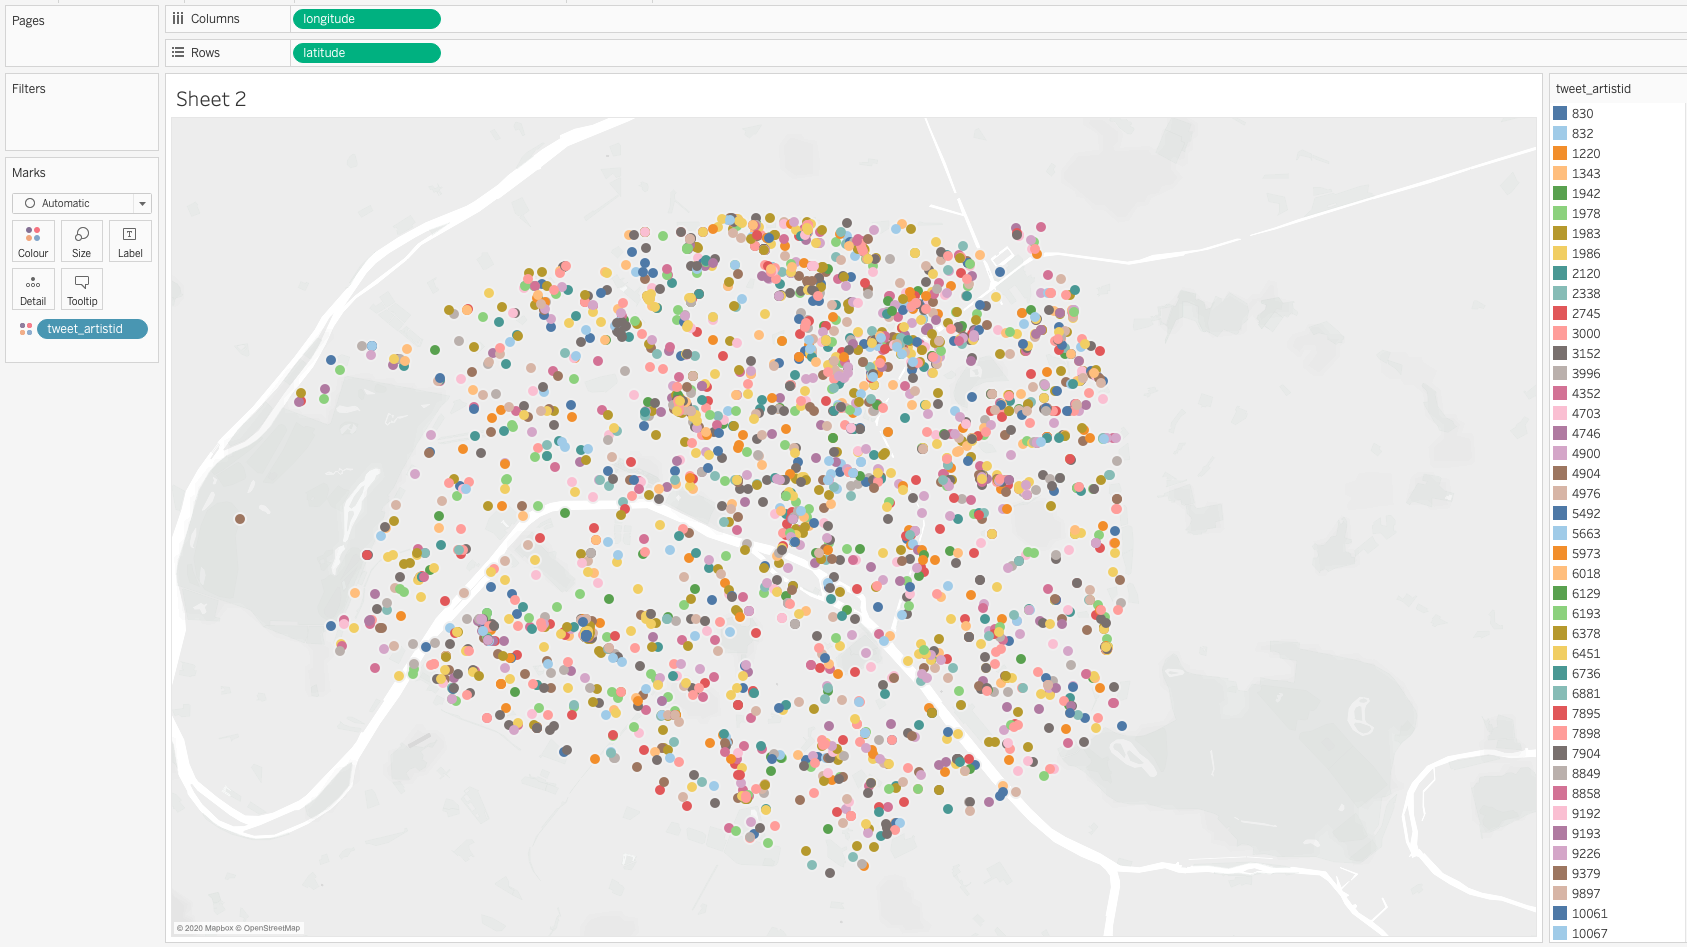 Pages
Columns
longitude
Rows
latitude
Filters
Marks
Automatic
Colour
Size
Label
Detail
Tooltip
tweet_artistid
Sheet 2
© 2020 Mapbox © OpenStreetMap
tweet_artistid
830
832
1220
1343
1942
1978
1983
1986
2120
2338
2745
3000
3152
3996
4352
4703
4746
4900
4904
4976
5492
5663
5973
6018
6129
6193
6378
6451
6736
6881
7895
7898
7904
8849
8858
9192
9193
9226
9379
9897
10061
10067